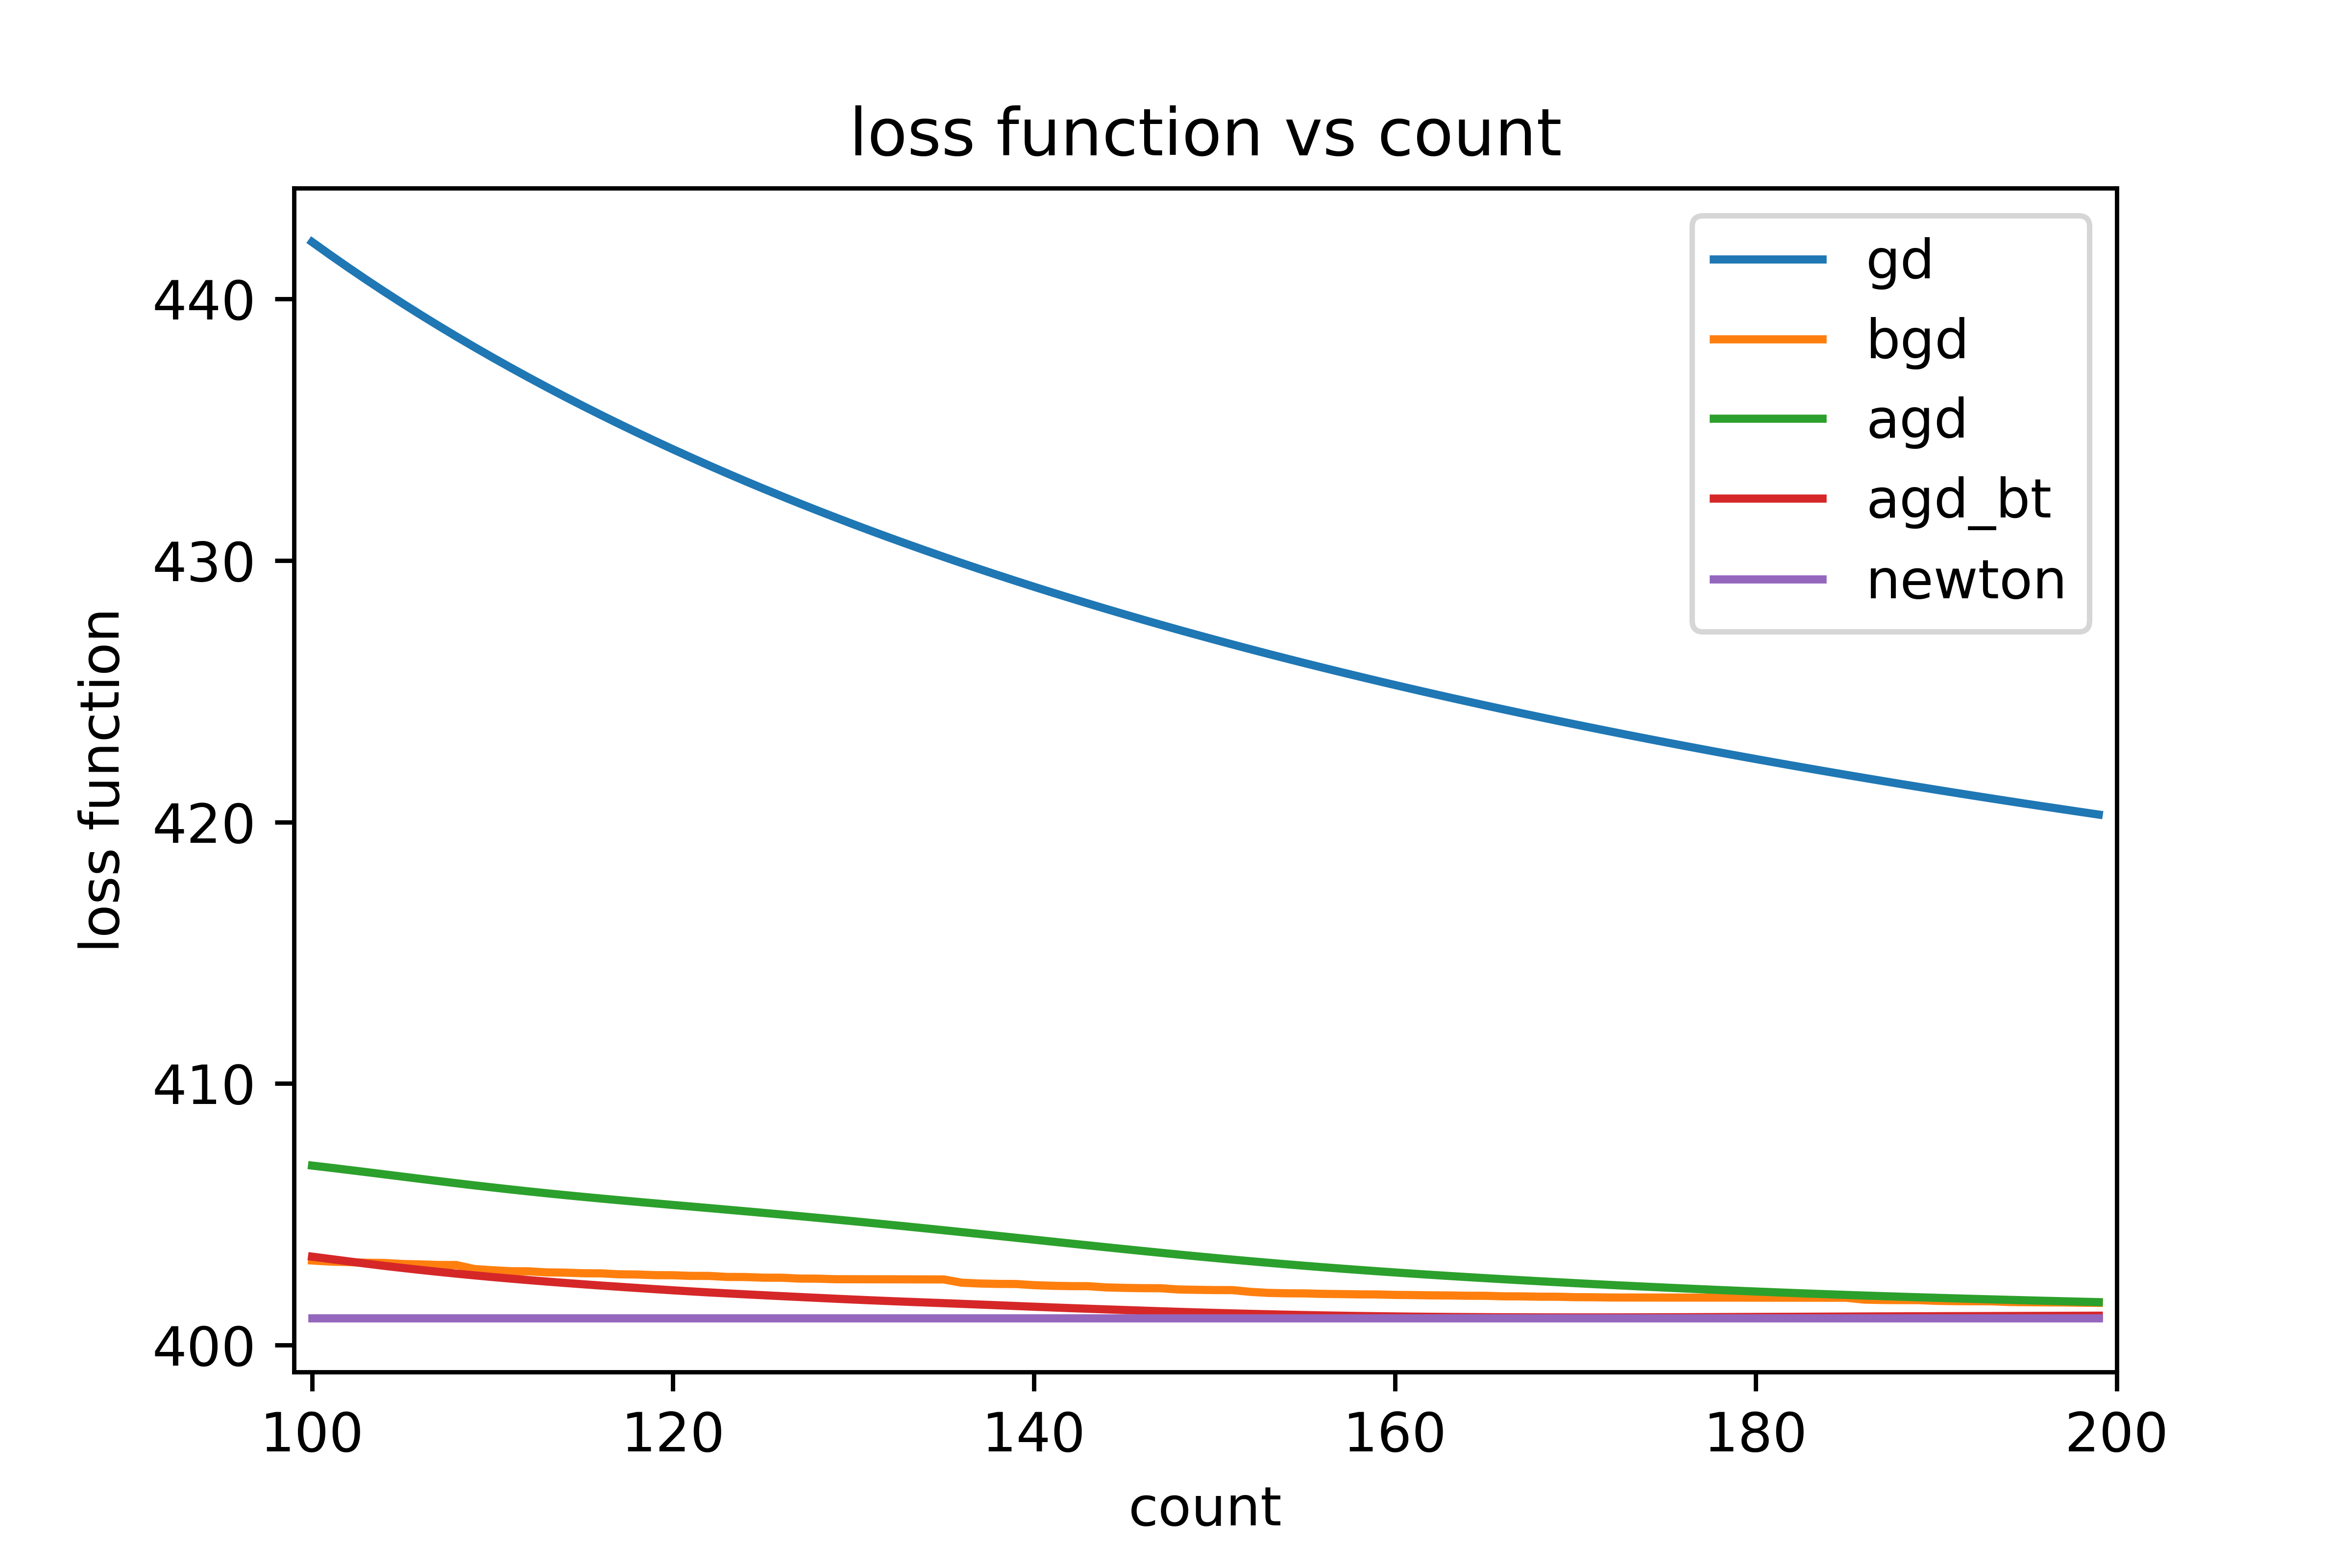 loss function vs count
gd
bgd
agd
agd_bt
newton
loss function
440
430
420
410
400
100 120 140 160 180 200
count